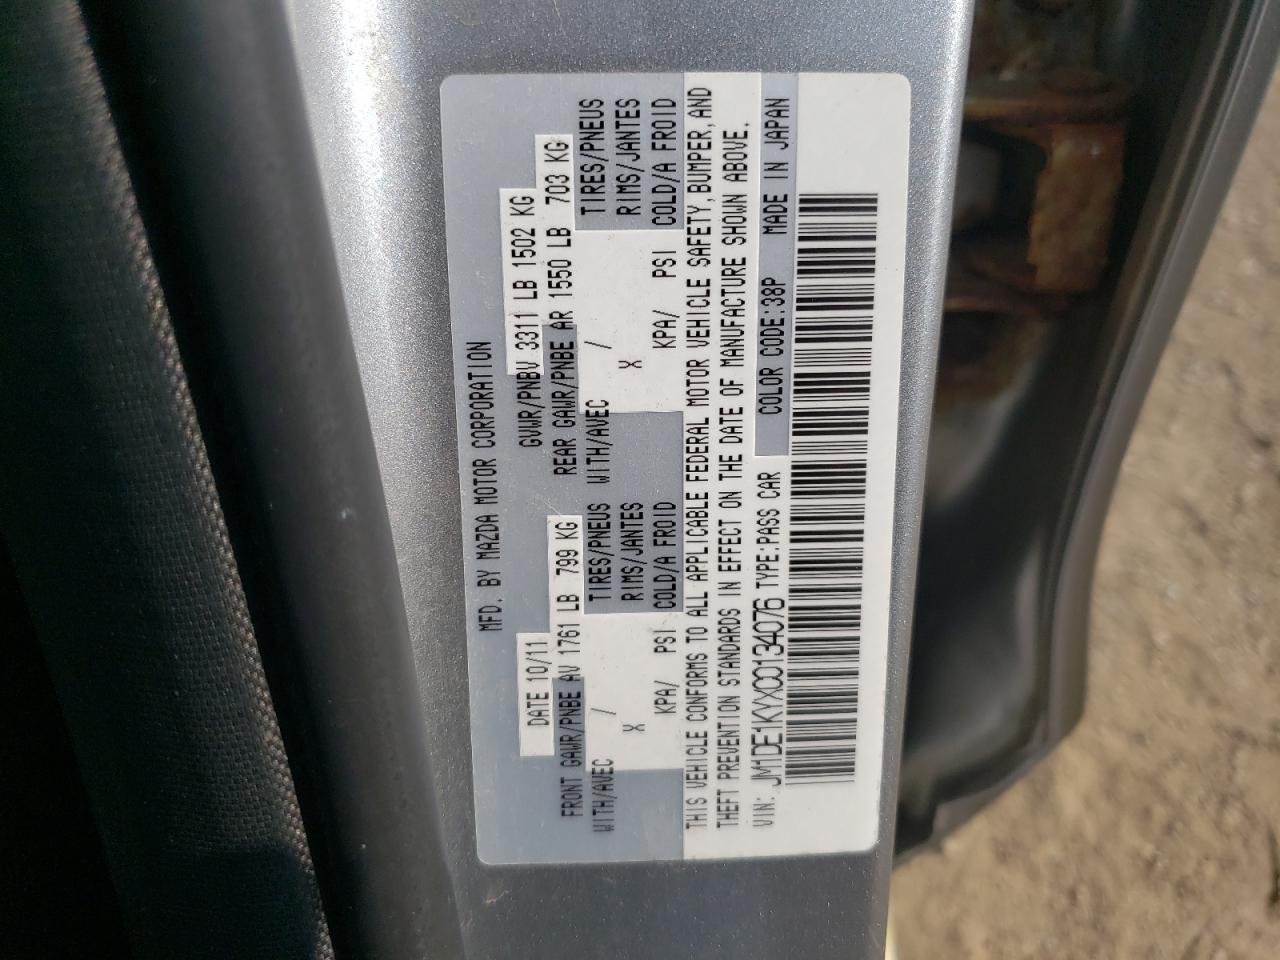 MFD. BY MAZDA MOTOR CORPORATION
DATE 10/11 GVWR/PNBV 3311 LB 1502 KG
FRONT GAWR/PNBE AV 1761 LB 799 KG REAR GAWR/PNBE AR 1550 LB 703 KG
WITH/AVEC / TIRES/PNEUS WITH/AVEC / TIRES/PNEUS
X RIMS/JANTES X RIMS/JANTES
KPA/ PSI COLD/A FROID KPA/ PSI COLD/A FROID
THIS VEHICLE CONFORMS TO ALL APPLICABLE FEDERAL MOTOR VEHICLE SAFETY, BUMPER, AND
THEFT PREVENTION STANDARDS IN EFFECT ON THE DATE OF MANUFACTURE SHOWN ABOVE.
VIN: JM1DE1KYXC0134076 TYPE:PASS CAR COLOR CODE:38P MADE IN JAPAN